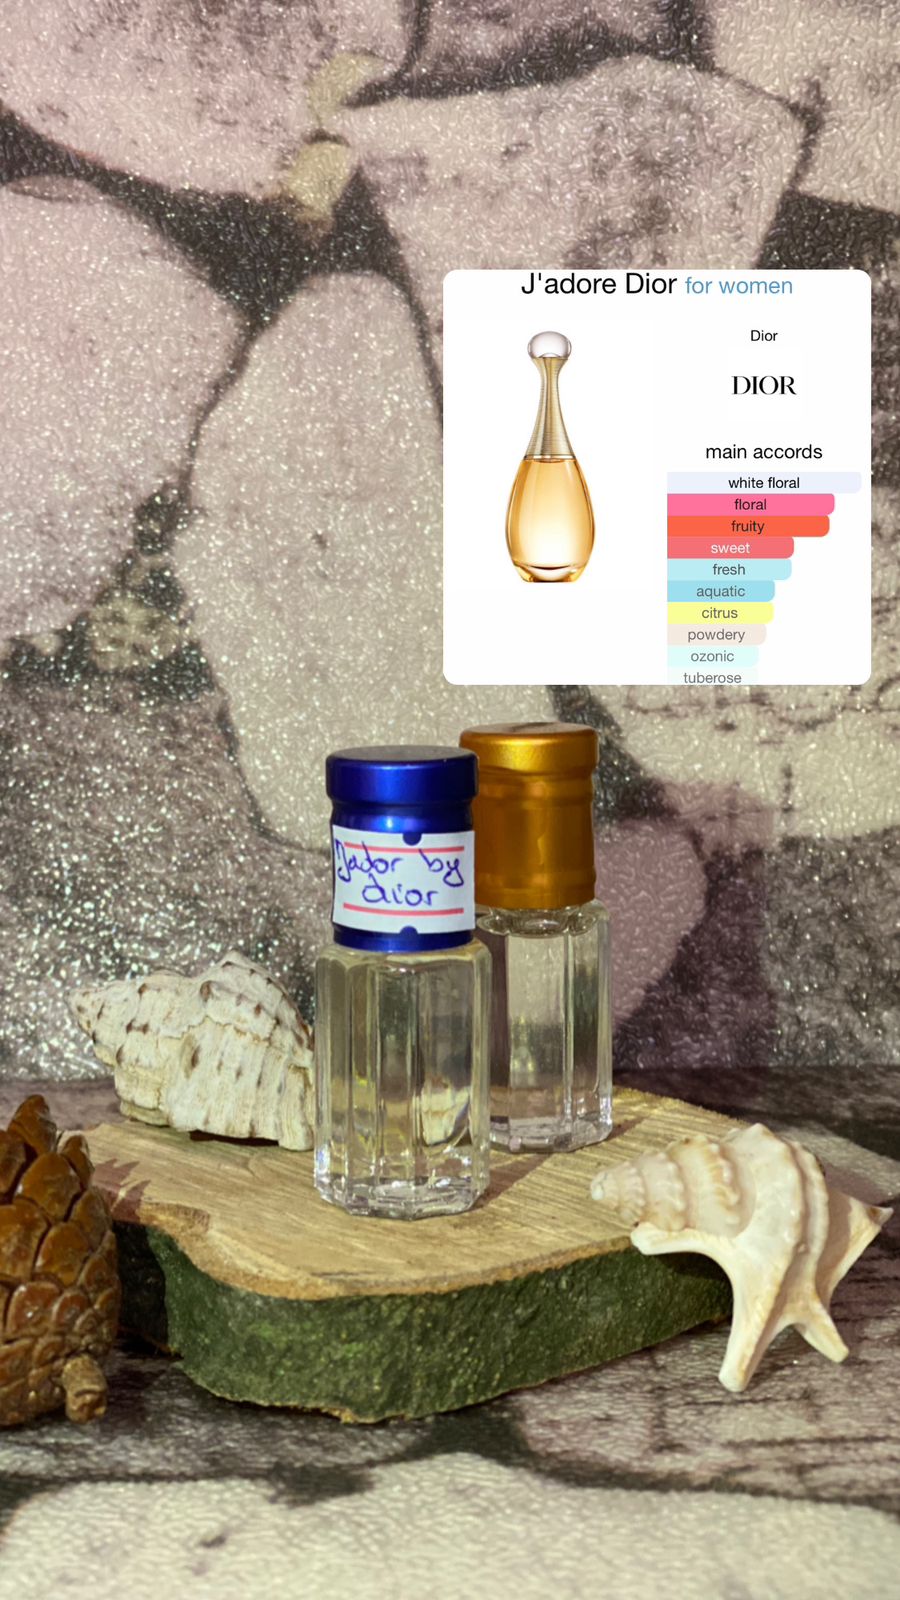 J'adore Dior for women
Dior
DIOR
main accords
white floral
floral
fruity
sweet
fresh
aquatic
citrus
powdery
ozonic
tuberose
Jador by
dior